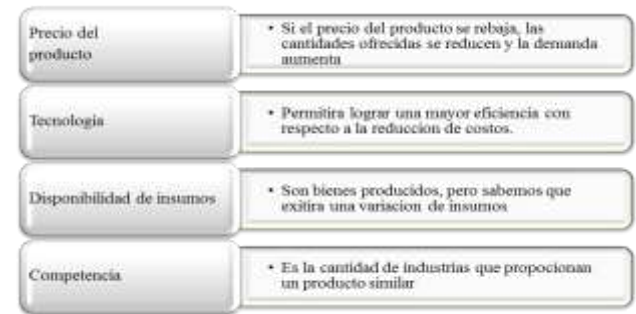 Precio del
producto
• Si el precio del producto se rebaja, las
cantidades ofrecidas se reducen y la demanda
aumenta
Tecnologia
• Permitira lograr una mayor eficiencia con
respecto a la reduccion de costos.
Disponibilidad de insumos
• Son bienes producidos, pero sabemos que
exitira una variacion de insumos
Competencia
• Es la cantidad de industrias que propocionan
un producto similar